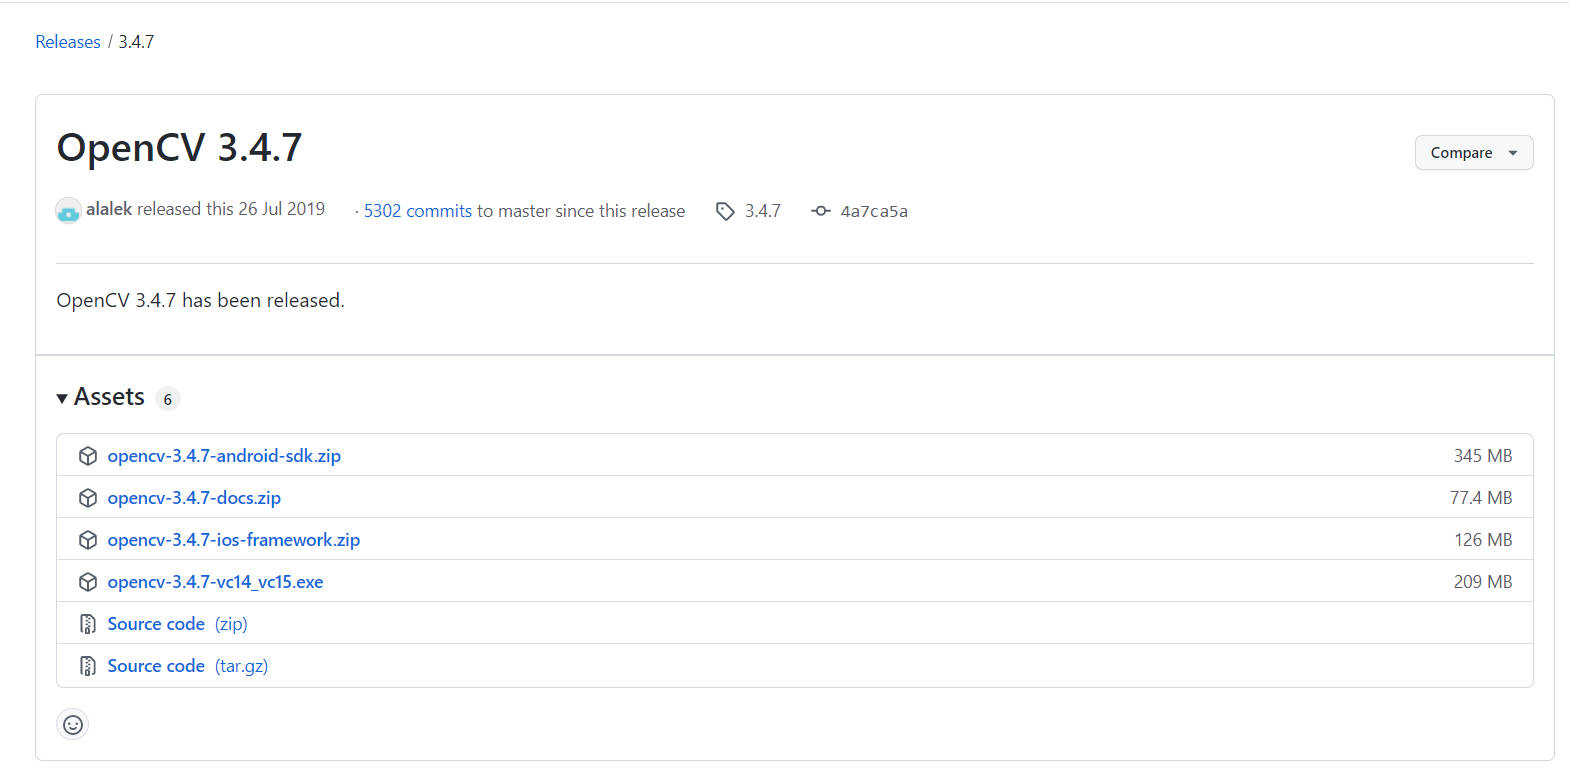 Releases / 3.4.7
OpenCV 3.4.7
Compare
alalek released this 26 Jul 2019 · 5302 commits to master since this release 3.4.7 4a7ca5a
OpenCV 3.4.7 has been released.
Assets 6
opencv-3.4.7-android-sdk.zip 345 MB
opencv-3.4.7-docs.zip 77.4 MB
opencv-3.4.7-ios-framework.zip 126 MB
opencv-3.4.7-vc14_vc15.exe 209 MB
Source code (zip)
Source code (tar.gz)